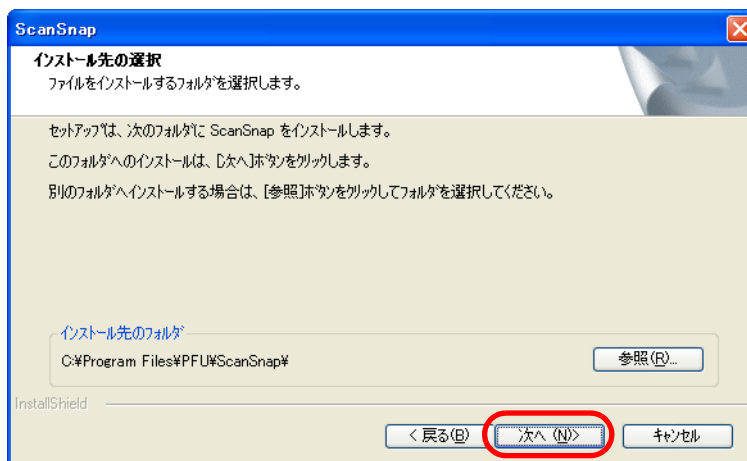 ScanSnap
インストール先の選択
ファイルをインストールするフォルダを選択します。
セットアップは、次のフォルダに ScanSnap をインストールします。
このフォルダへのインストールは、[次へ]ボタンをクリックします。
別のフォルダへインストールする場合は、[参照]ボタンをクリックしてフォルダを選択してください。
インストール先のフォルダ
C:¥Program Files¥PFU¥ScanSnap¥
参照(R)...
InstallShield
< 戻る(B)
次へ (N)>
キャンセル